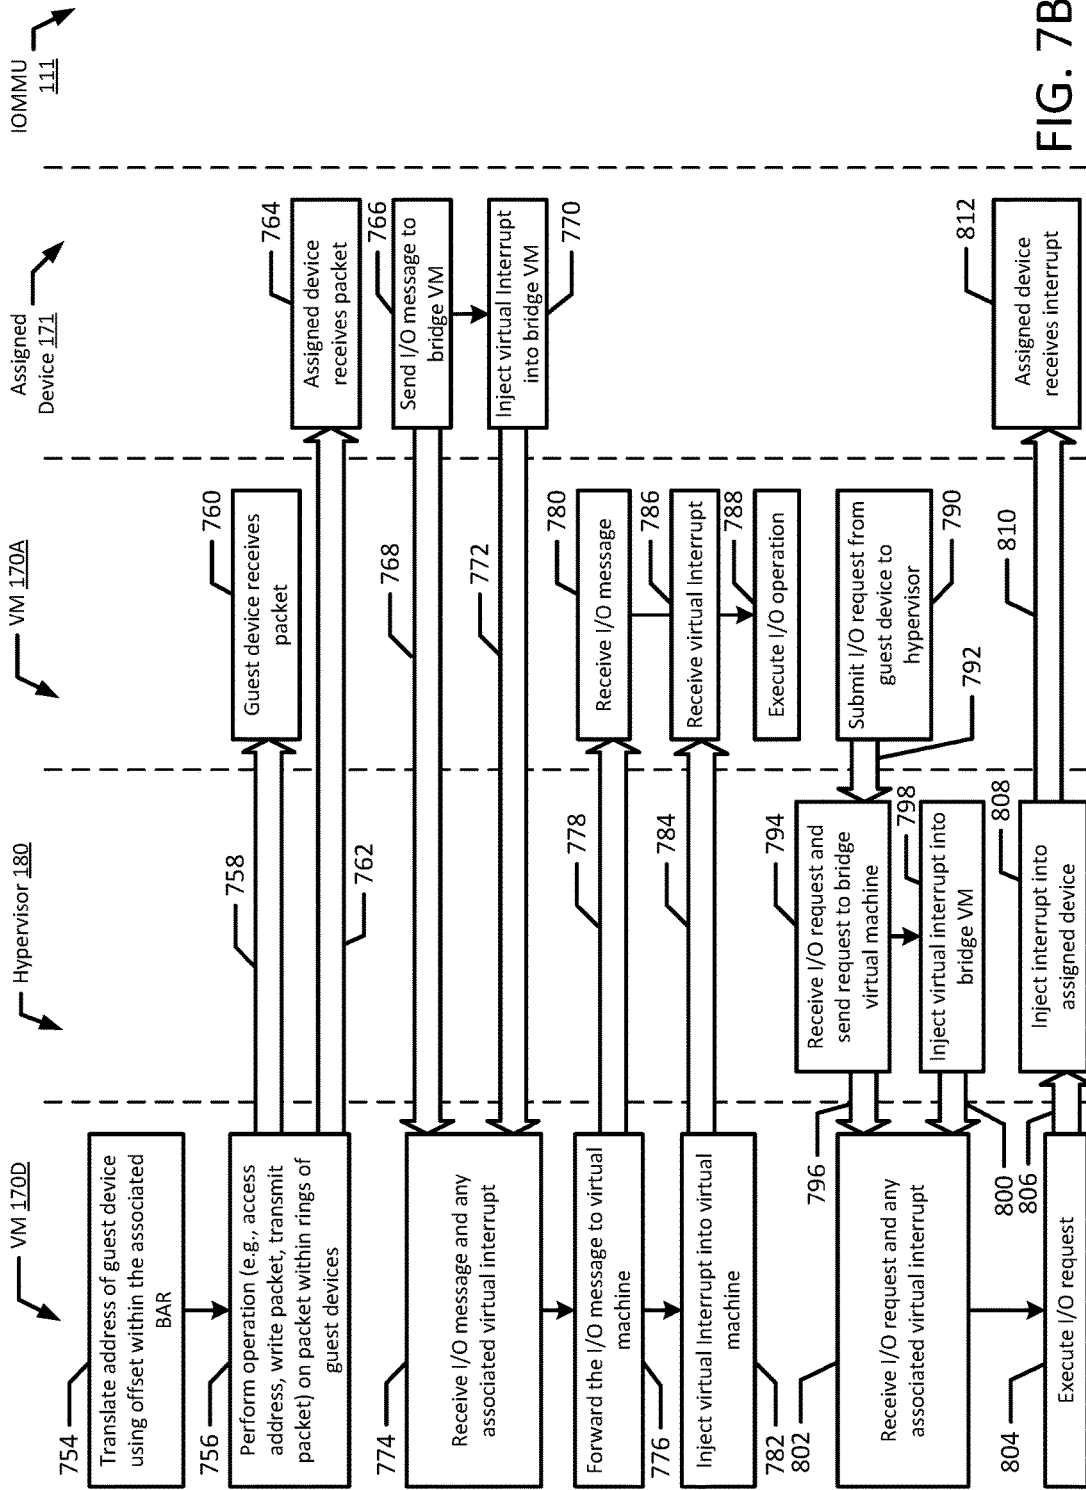 VM 170D
Hypervisor 180
VM 170A
Assigned
Device 171
IOMMU
111
754
Translate address of guest device
using offset within the associated
BAR
756
Perform operation (e.g., access
address, write packet, transmit
packet) on packet within rings of
guest devices
758
760
Guest device receives
packet
762
764
Assigned device
receives packet
766
Send I/O message to
bridge VM
768
770
Inject virtual Interrupt
into bridge VM
772
774
Receive I/O message and any
associated virtual interrupt
776
Forward the I/O message to virtual
machine
778
780
Receive I/O message
782
Inject virtual Interrupt into virtual
machine
784
786
Receive virtual Interrupt
788
Execute I/O operation
790
Submit I/O request from
guest device to
hypervisor
792
794
Receive I/O request and
send request to bridge
virtual machine
796
798
Inject virtual interrupt into
bridge VM
800
802
Receive I/O request and any
associated virtual interrupt
804
Execute I/O request
806
808
Inject interrupt into
assigned device
810
812
Assigned device
receives interrupt
FIG. 7B